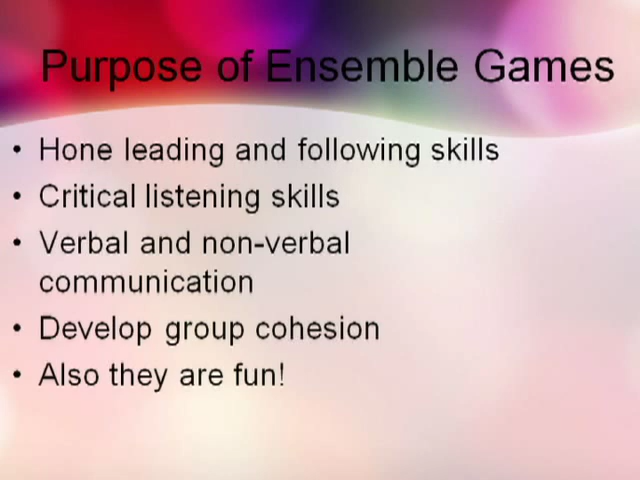 Purpose of Ensemble Games
• Hone leading and following skills
• Critical listening skills
• Verbal and non-verbal
communication
• Develop group cohesion
• Also they are fun!